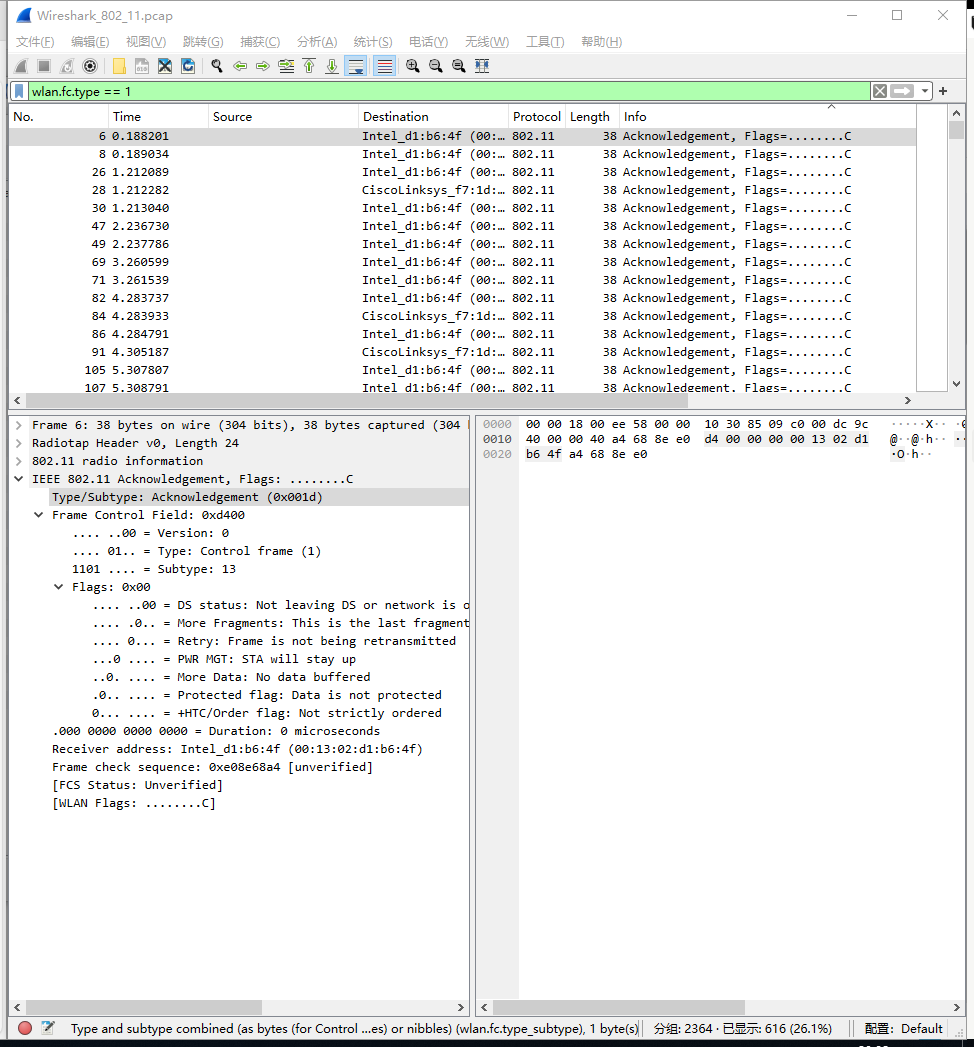 Wireshark_802_11.pcap
文件(F) 编辑(E) 视图(V) 跳转(G) 捕获(C) 分析(A) 统计(S) 电话(Y) 无线(W) 工具(T) 帮助(H)
wlan.fc.type == 1
No. Time Source Destination Protocol Length Info
6 0.188201 Intel_d1:b6:4f (00:… 802.11 38 Acknowledgement, Flags=........C
8 0.189034 Intel_d1:b6:4f (00:… 802.11 38 Acknowledgement, Flags=........C
26 1.212089 Intel_d1:b6:4f (00:… 802.11 38 Acknowledgement, Flags=........C
28 1.212282 CiscoLinksys_f7:1d:… 802.11 38 Acknowledgement, Flags=........C
30 1.213040 Intel_d1:b6:4f (00:… 802.11 38 Acknowledgement, Flags=........C
47 2.236730 Intel_d1:b6:4f (00:… 802.11 38 Acknowledgement, Flags=........C
49 2.237786 Intel_d1:b6:4f (00:… 802.11 38 Acknowledgement, Flags=........C
69 3.260599 Intel_d1:b6:4f (00:… 802.11 38 Acknowledgement, Flags=........C
71 3.261539 Intel_d1:b6:4f (00:… 802.11 38 Acknowledgement, Flags=........C
82 4.283737 Intel_d1:b6:4f (00:… 802.11 38 Acknowledgement, Flags=........C
84 4.283933 CiscoLinksys_f7:1d:… 802.11 38 Acknowledgement, Flags=........C
86 4.284791 Intel_d1:b6:4f (00:… 802.11 38 Acknowledgement, Flags=........C
91 4.305187 CiscoLinksys_f7:1d:… 802.11 38 Acknowledgement, Flags=........C
105 5.307807 Intel_d1:b6:4f (00:… 802.11 38 Acknowledgement, Flags=........C
107 5.308791 Intel_d1:b6:4f (00:… 802.11 38 Acknowledgement, Flags=........C
Frame 6: 38 bytes on wire (304 bits), 38 bytes captured (304
Radiotap Header v0, Length 24
802.11 radio information
IEEE 802.11 Acknowledgement, Flags: ........C
Type/Subtype: Acknowledgement (0x001d)
Frame Control Field: 0xd400
.... ..00 = Version: 0
.... 01.. = Type: Control frame (1)
1101 .... = Subtype: 13
Flags: 0x00
.... ..00 = DS status: Not leaving DS or network is o
.... .0.. = More Fragments: This is the last fragment
.... 0... = Retry: Frame is not being retransmitted
...0 .... = PWR MGT: STA will stay up
..0. .... = More Data: No data buffered
.0.. .... = Protected flag: Data is not protected
0... .... = +HTC/Order flag: Not strictly ordered
.000 0000 0000 0000 = Duration: 0 microseconds
Receiver address: Intel_d1:b6:4f (00:13:02:d1:b6:4f)
Frame check sequence: 0xe08e68a4 [unverified]
[FCS Status: Unverified]
[WLAN Flags: ........C]
0000 00 00 18 00 ee 58 00 00 10 30 85 09 c0 00 dc 9c ·····X··
0010 40 00 00 40 a4 68 8e e0 d4 00 00 00 00 13 02 d1 @··@·h··
0020 b6 4f a4 68 8e e0 ·O·h··
Type and subtype combined (as bytes (for Control …es) or nibbles) (wlan.fc.type_subtype), 1 byte(s) 分组: 2364 · 已显示: 616 (26.1%) 配置: Default